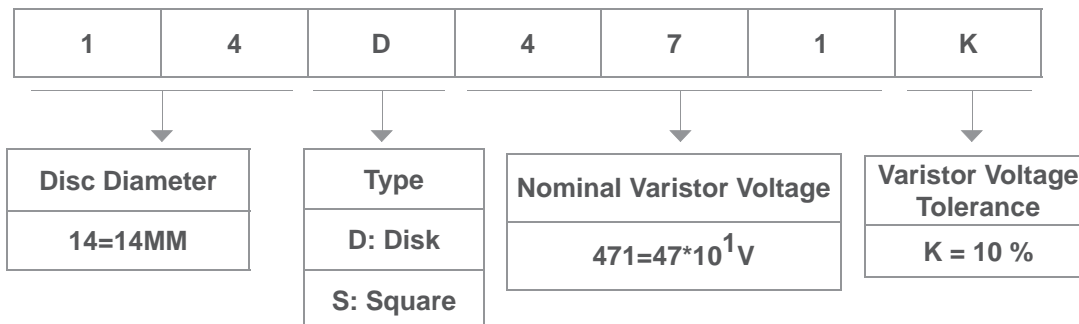 1 4 D 4 7 1 K
Disc Diameter
14=14MM
Type
D: Disk
S: Square
Nominal Varistor Voltage
471=47*10¹V
Varistor Voltage
Tolerance
K = 10 %